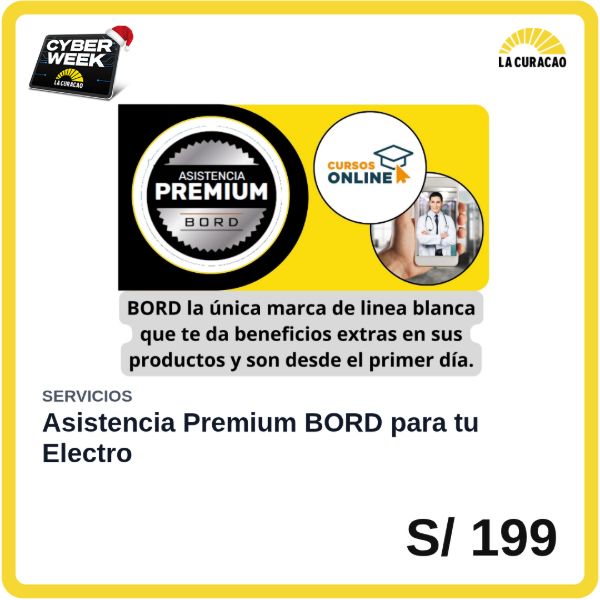 CYBER
WEEK
LA CURACAO
LA CURACAO
ASISTENCIA
PREMIUM
BORD
CURSOS
ONLINE
BORD la única marca de linea blanca
que te da beneficios extras en sus
productos y son desde el primer día.
SERVICIOS
Asistencia Premium BORD para tu
Electro
S/ 199